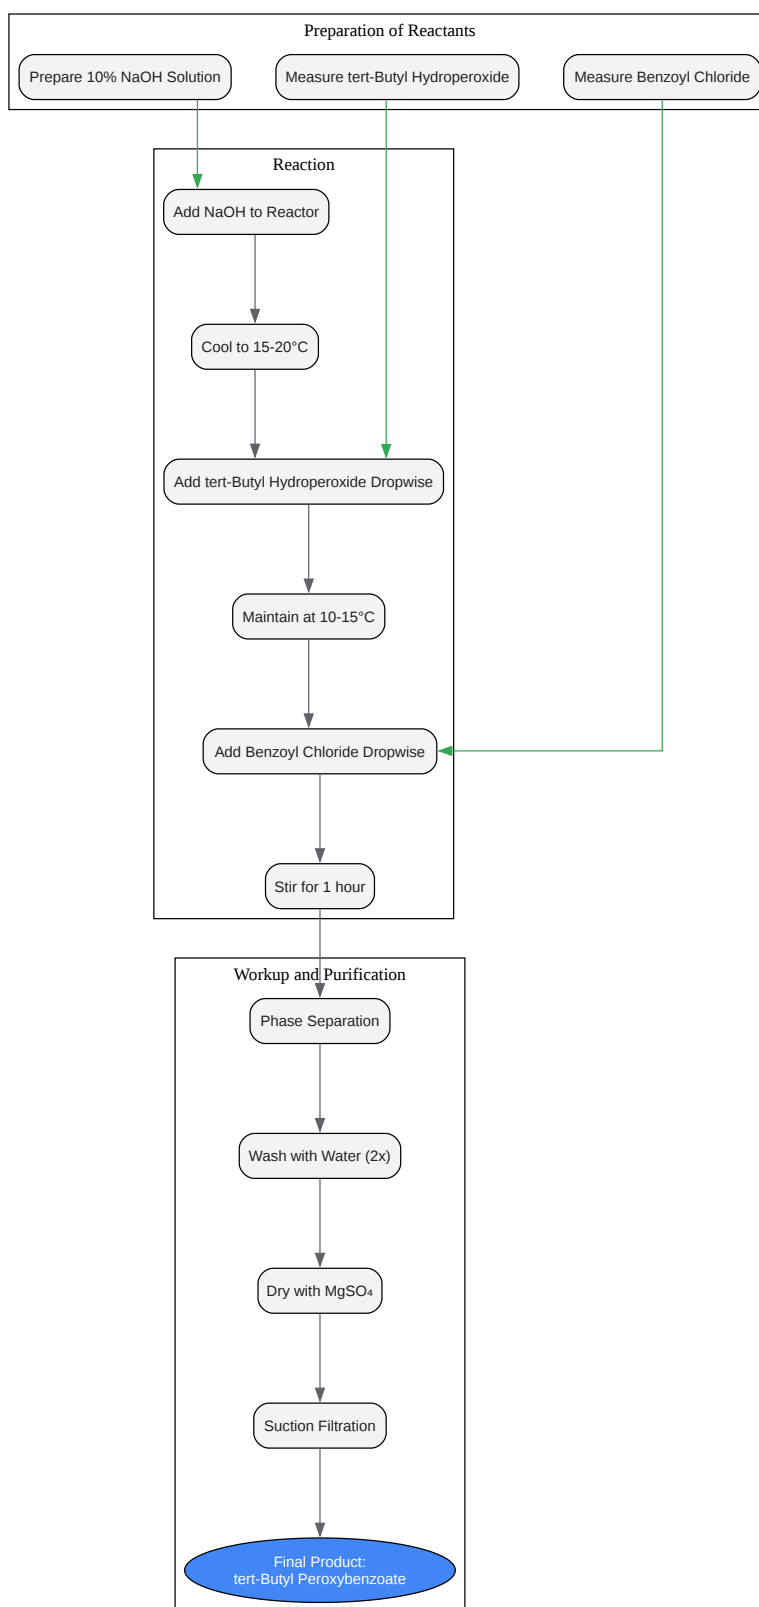 Preparation of Reactants
Prepare 10% NaOH Solution
Measure tert-Butyl Hydroperoxide
Measure Benzoyl Chloride
Reaction
Add NaOH to Reactor
Cool to 15-20°C
Add tert-Butyl Hydroperoxide Dropwise
Maintain at 10-15°C
Add Benzoyl Chloride Dropwise
Stir for 1 hour
Workup and Purification
Phase Separation
Wash with Water (2x)
Dry with MgSO₄
Suction Filtration
Final Product:
tert-Butyl Peroxybenzoate